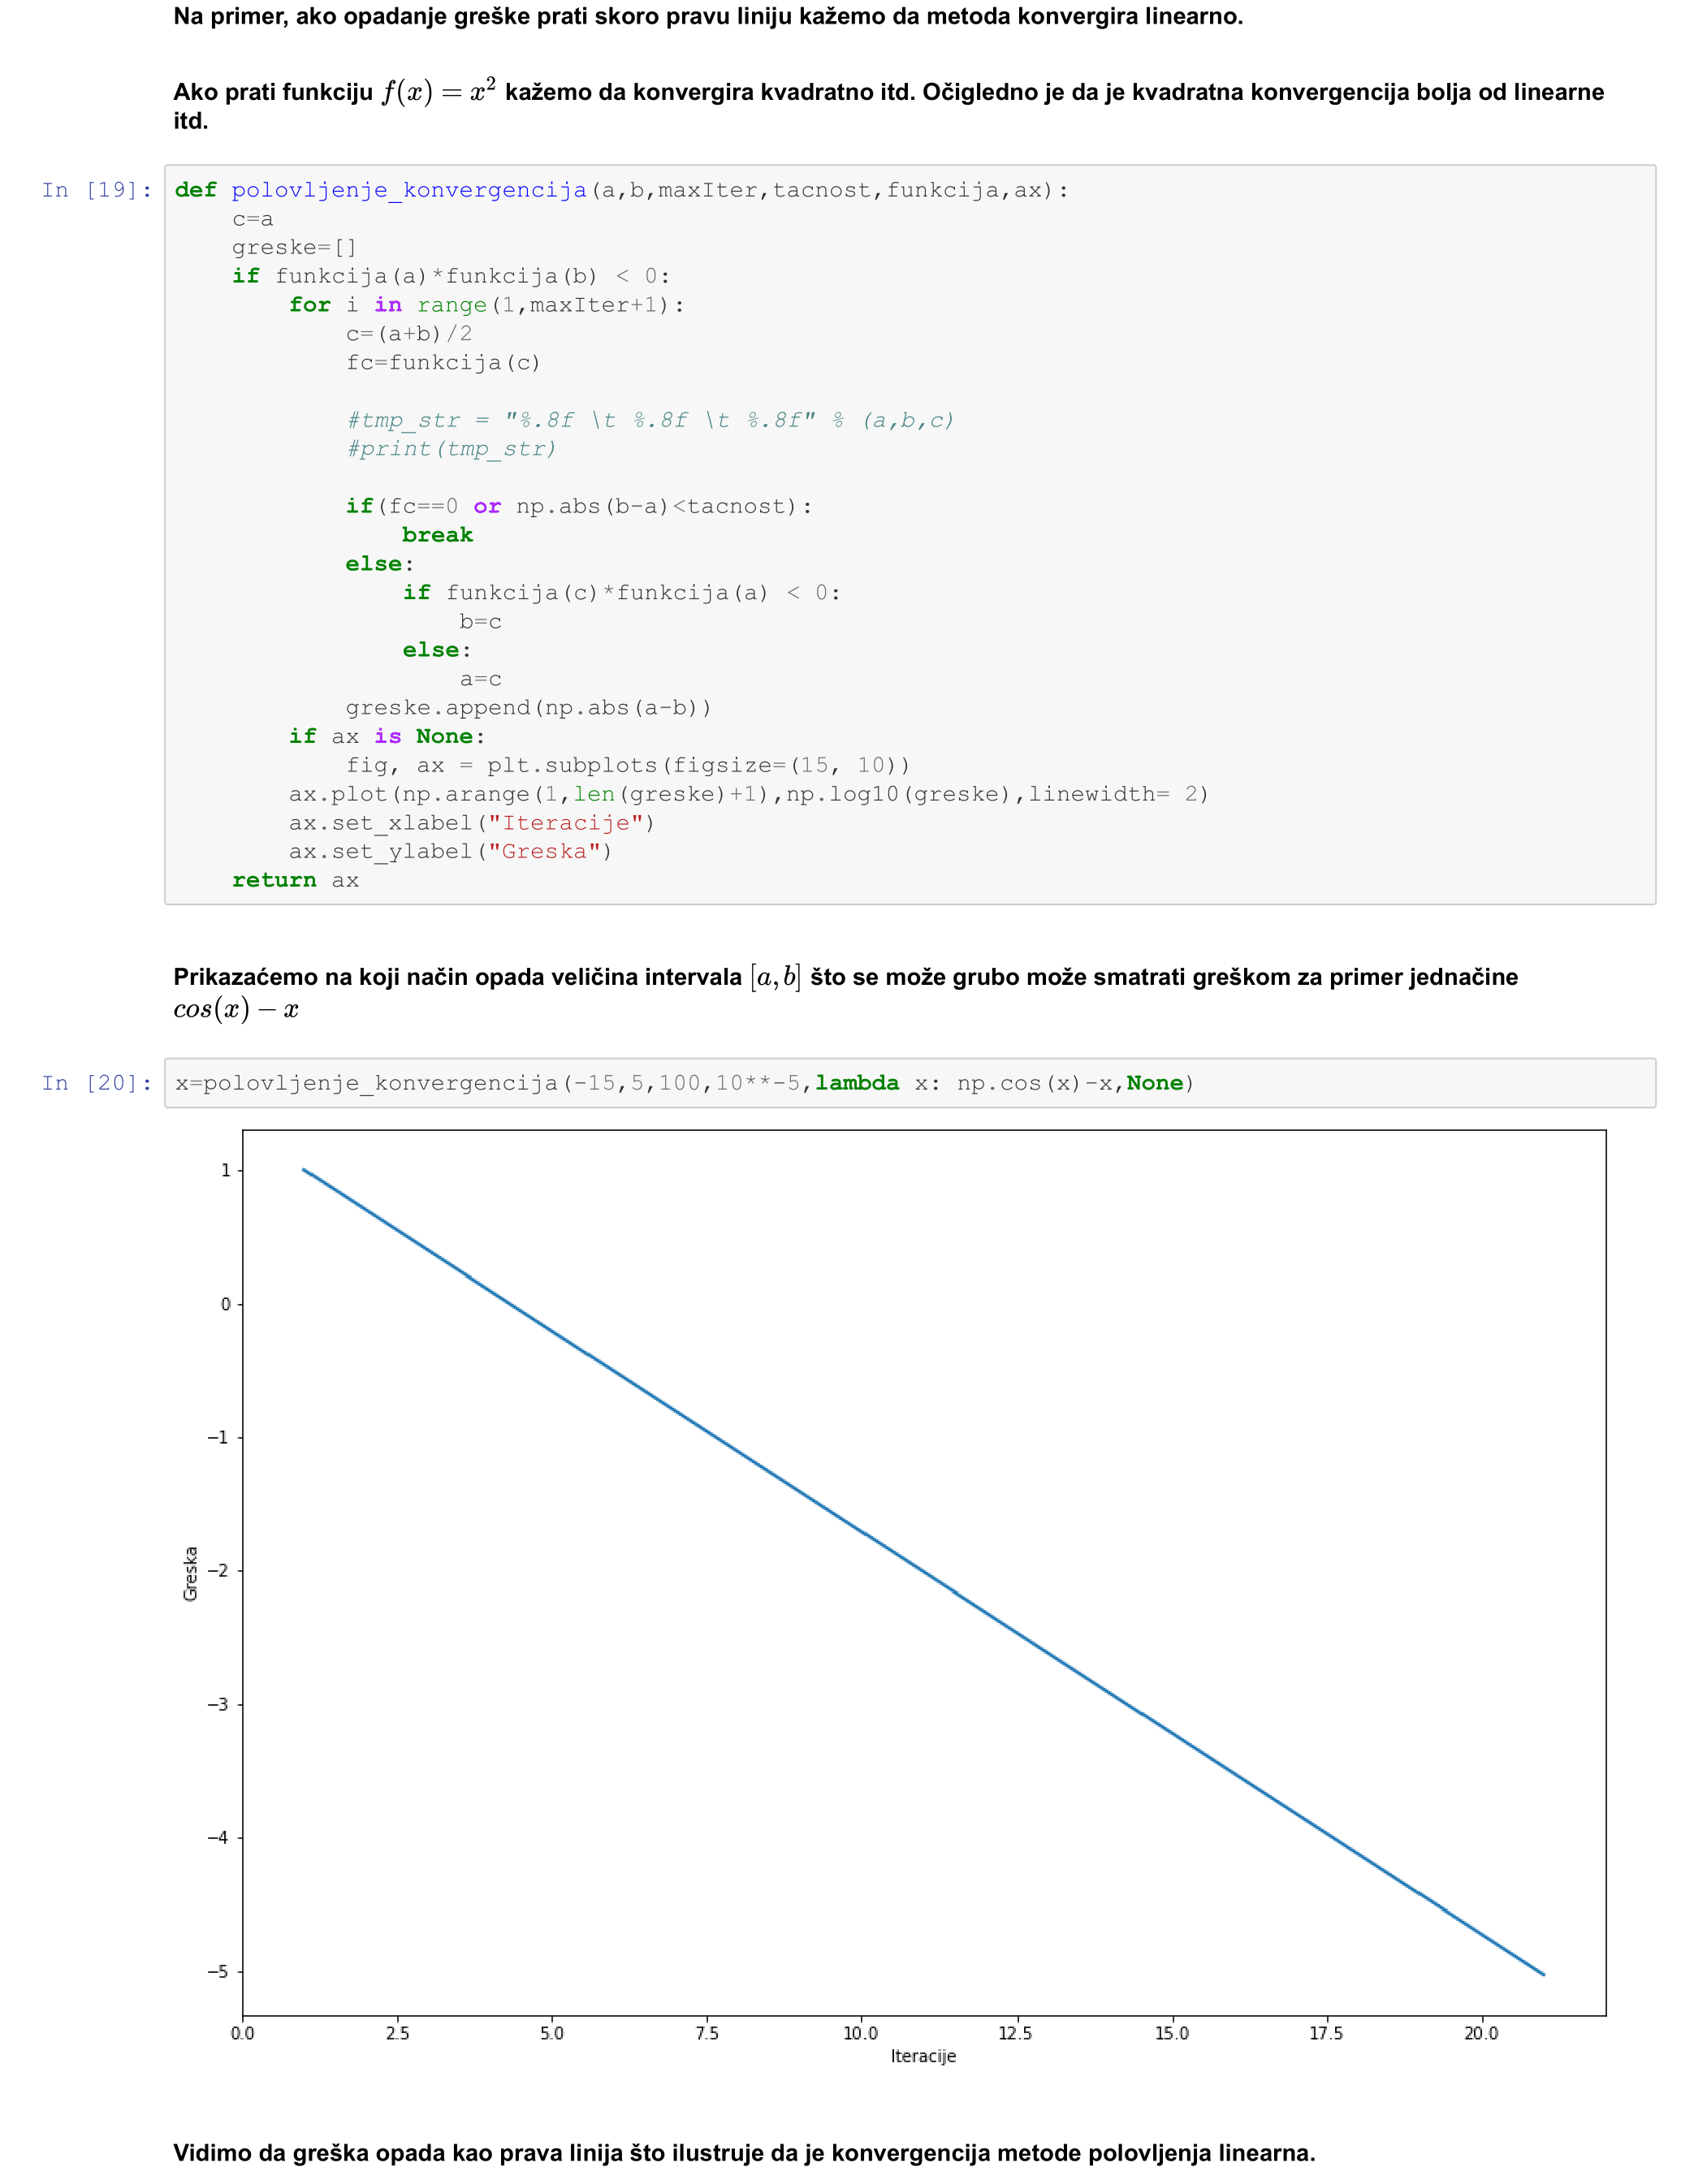 Na primer, ako opadanje greške prati skoro pravu liniju kažemo da metoda konvergira linearno.
Ako prati funkciju f(x) = x² kažemo da konvergira kvadratno itd. Očigledno je da je kvadratna konvergencija bolja od linearne
itd.
In [19]: def polovljenje_konvergencija(a,b,maxIter,tacnost,funkcija,ax):
    c=a
    greske=[]
    if funkcija(a)*funkcija(b) < 0:
        for i in range(1,maxIter+1):
            c=(a+b)/2
            fc=funkcija(c)
            #tmp_str = "%.8f \t %.8f \t %.8f" % (a,b,c)
            #print(tmp_str)
            if(fc==0 or np.abs(b-a)<tacnost):
                break
            else:
                if funkcija(c)*funkcija(a) < 0:
                    b=c
                else:
                    a=c
            greske.append(np.abs(a-b))
        if ax is None:
            fig, ax = plt.subplots(figsize=(15, 10))
        ax.plot(np.arange(1,len(greske)+1),np.log10(greske),linewidth= 2)
        ax.set_xlabel("Iteracije")
        ax.set_ylabel("Greska")
    return ax
Prikazaćemo na koji način opada veličina intervala [a, b] što se može grubo može smatrati greškom za primer jednačine
cos(x) − x
In [20]: x=polovljenje_konvergencija(-15,5,100,10**-5,lambda x: np.cos(x)-x,None)
1
0
−1
−2
−3
−4
−5
Greska
0.0 2.5 5.0 7.5 10.0 12.5 15.0 17.5 20.0
Iteracije
Vidimo da greška opada kao prava linija što ilustruje da je konvergencija metode polovljenja linearna.